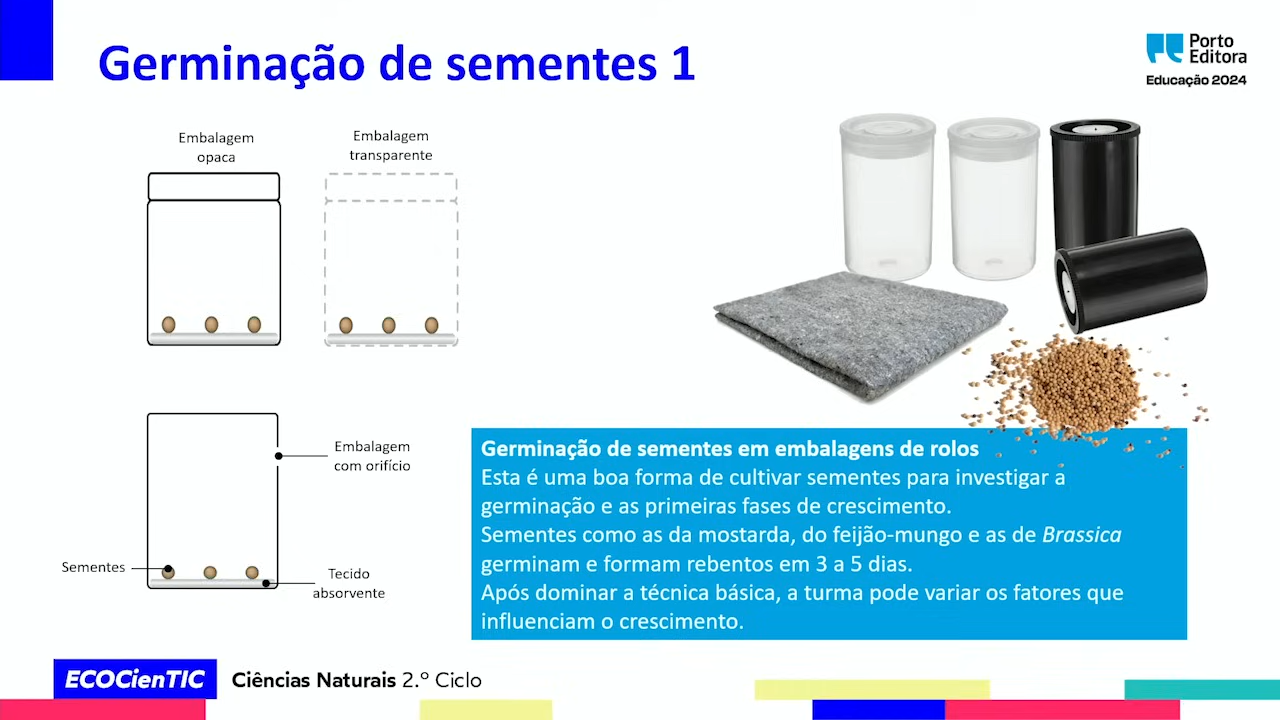 Germinação de sementes 1
Porto
Editora
Educação 2024
Embalagem
opaca
Embalagem
transparente
Embalagem
com orifício
Sementes
Tecido
absorvente
Germinação de sementes em embalagens de rolos
Esta é uma boa forma de cultivar sementes para investigar a
germinação e as primeiras fases de crescimento.
Sementes como as da mostarda, do feijão-mungo e as de Brassica
germinam e formam rebentos em 3 a 5 dias.
Após dominar a técnica básica, a turma pode variar os fatores que
influenciam o crescimento.
ECOCienTIC Ciências Naturais 2.º Ciclo